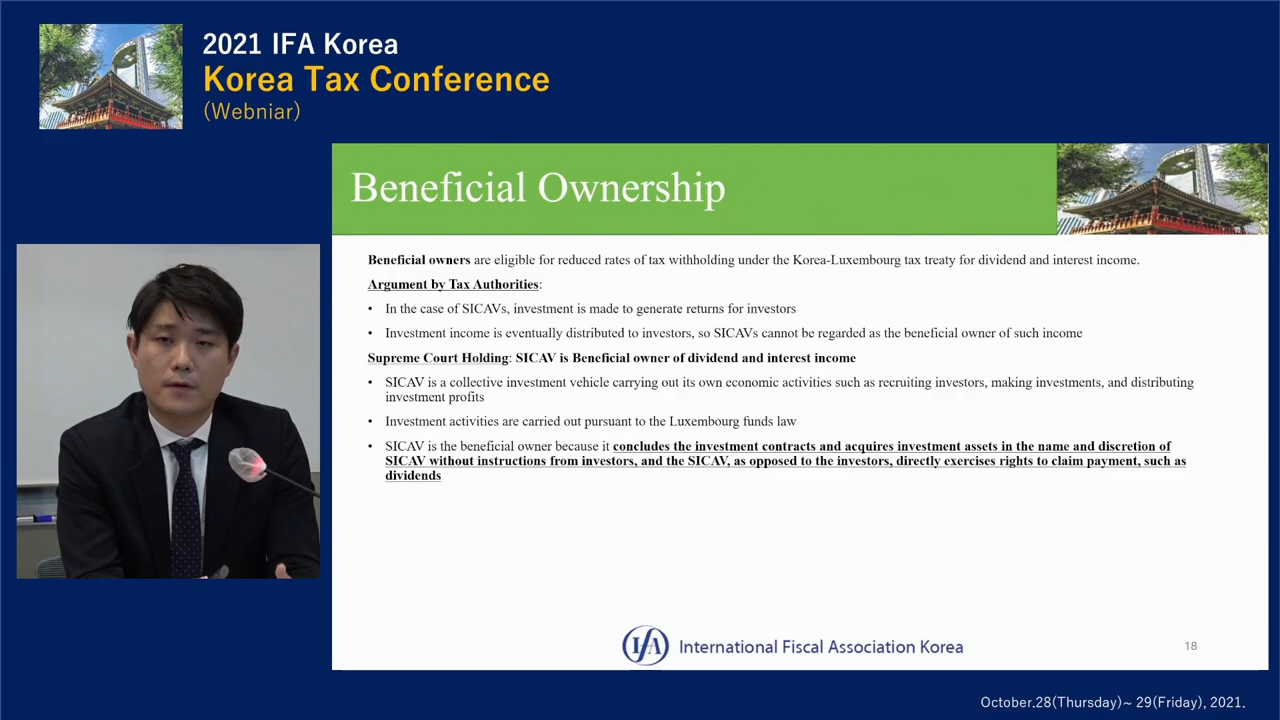 2021 IFA Korea
Korea Tax Conference
(Webniar)
Beneficial Ownership
Beneficial owners are eligible for reduced rates of tax withholding under the Korea-Luxembourg tax treaty for dividend and interest income.
Argument by Tax Authorities:
• In the case of SICAVs, investment is made to generate returns for investors
• Investment income is eventually distributed to investors, so SICAVs cannot be regarded as the beneficial owner of such income
Supreme Court Holding: SICAV is Beneficial owner of dividend and interest income
• SICAV is a collective investment vehicle carrying out its own economic activities such as recruiting investors, making investments, and distributing
investment profits
• Investment activities are carried out pursuant to the Luxembourg funds law
• SICAV is the beneficial owner because it concludes the investment contracts and acquires investment assets in the name and discretion of
SICAV without instructions from investors, and the SICAV, as opposed to the investors, directly exercises rights to claim payment, such as
dividends
IFA International Fiscal Association Korea
18
October.28(Thursday)~ 29(Friday), 2021.